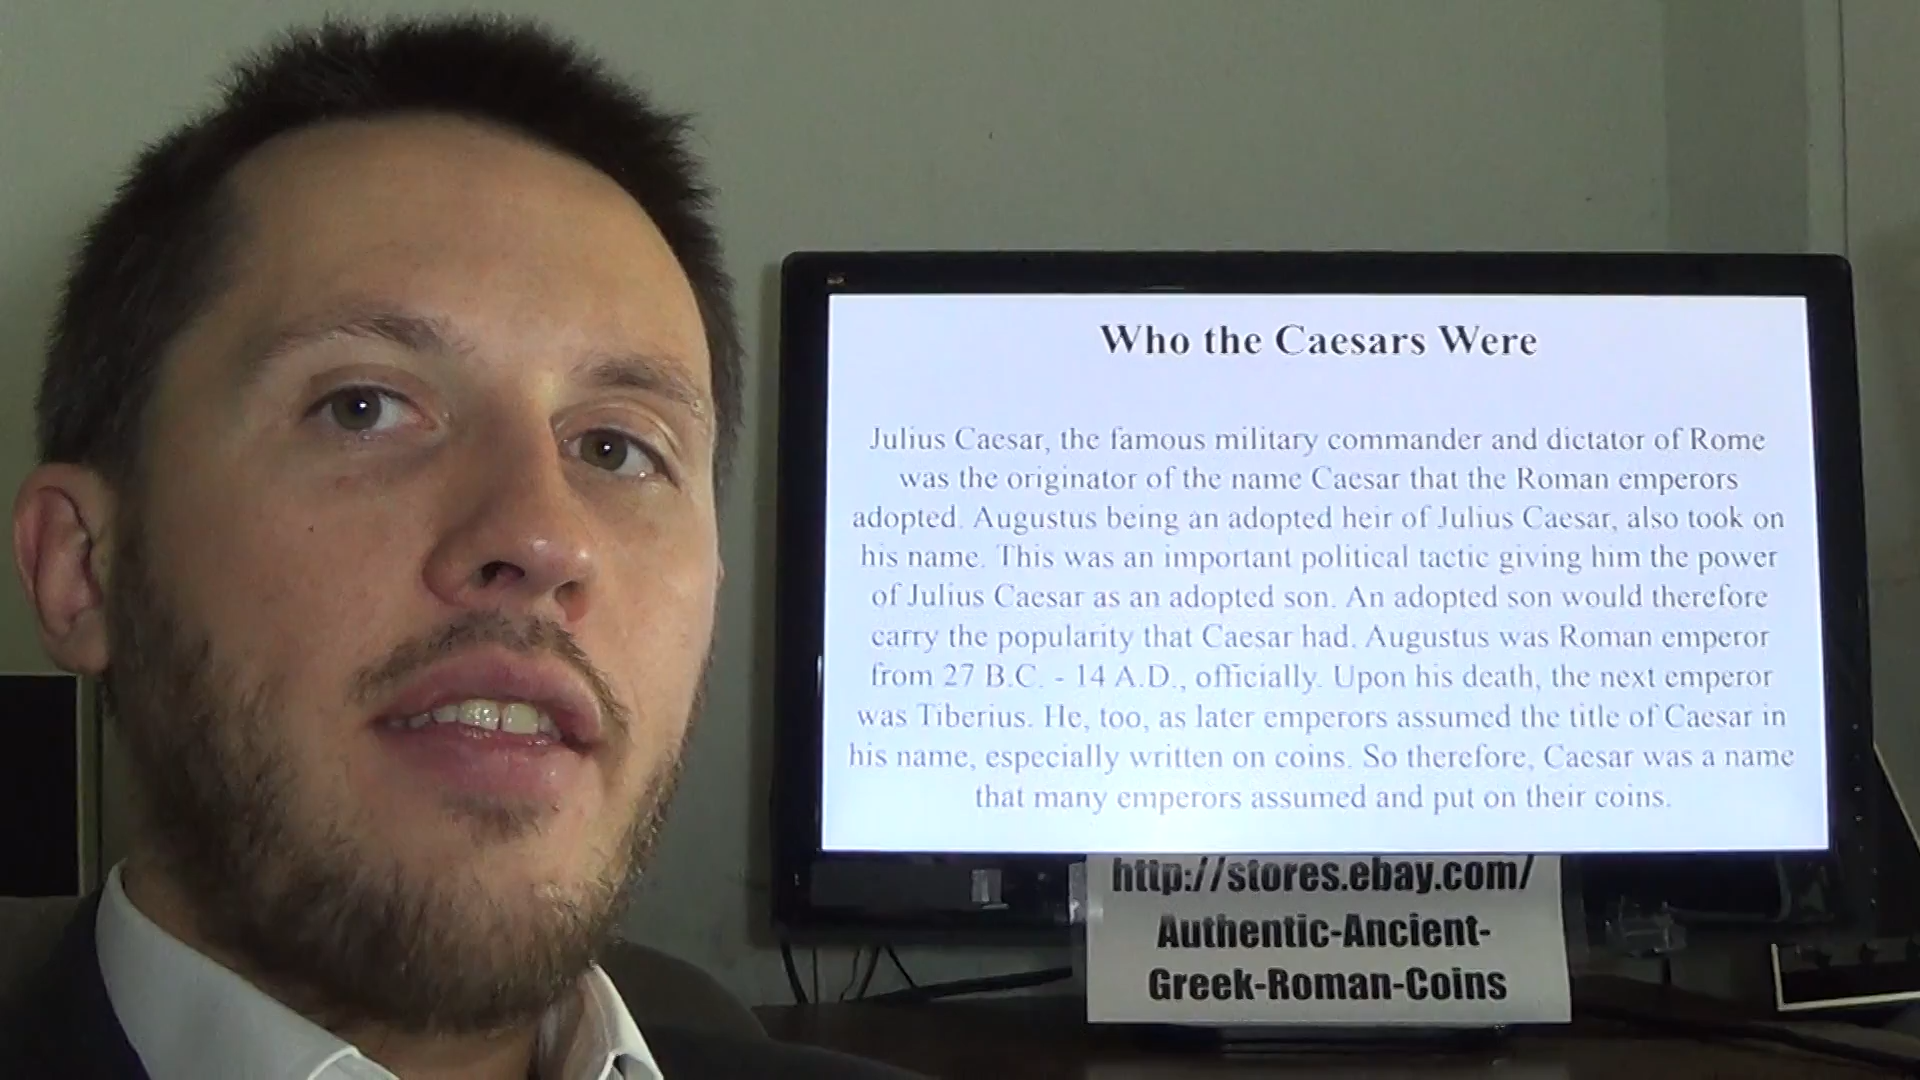 Who the Caesars Were
Julius Caesar, the famous military commander and dictator of Rome
was the originator of the name Caesar that the Roman emperors
adopted. Augustus being an adopted heir of Julius Caesar, also took on
his name. This was an important political tactic giving him the power
of Julius Caesar as an adopted son. An adopted son would therefore
carry the popularity that Caesar had. Augustus was Roman emperor
from 27 B.C. - 14 A.D., officially. Upon his death, the next emperor
was Tiberius. He, too, as later emperors assumed the title of Caesar in
his name, especially written on coins. So therefore, Caesar was a name
that many emperors assumed and put on their coins.
http://stores.ebay.com/
Authentic-Ancient-
Greek-Roman-Coins